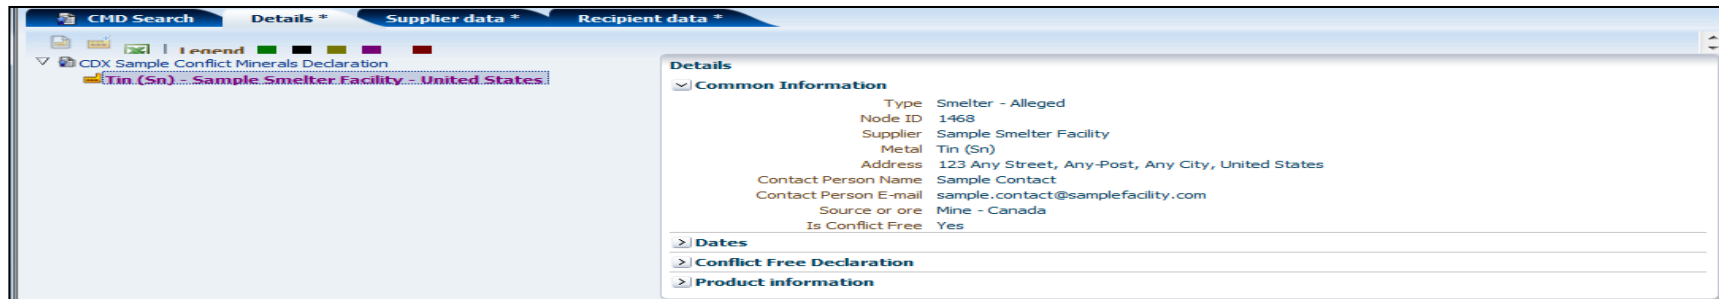 CMD Search Details * Supplier data * Recipient data *
Legend
CDX Sample Conflict Minerals Declaration
Tin (Sn) - Sample Smelter Facility - United States
Details
Common Information
Type Smelter - Alleged
Node ID 1468
Supplier Sample Smelter Facility
Metal Tin (Sn)
Address 123 Any Street, Any-Post, Any City, United States
Contact Person Name Sample Contact
Contact Person E-mail sample.contact@samplefacility.com
Source or ore Mine - Canada
Is Conflict Free Yes
Dates
Conflict Free Declaration
Product information